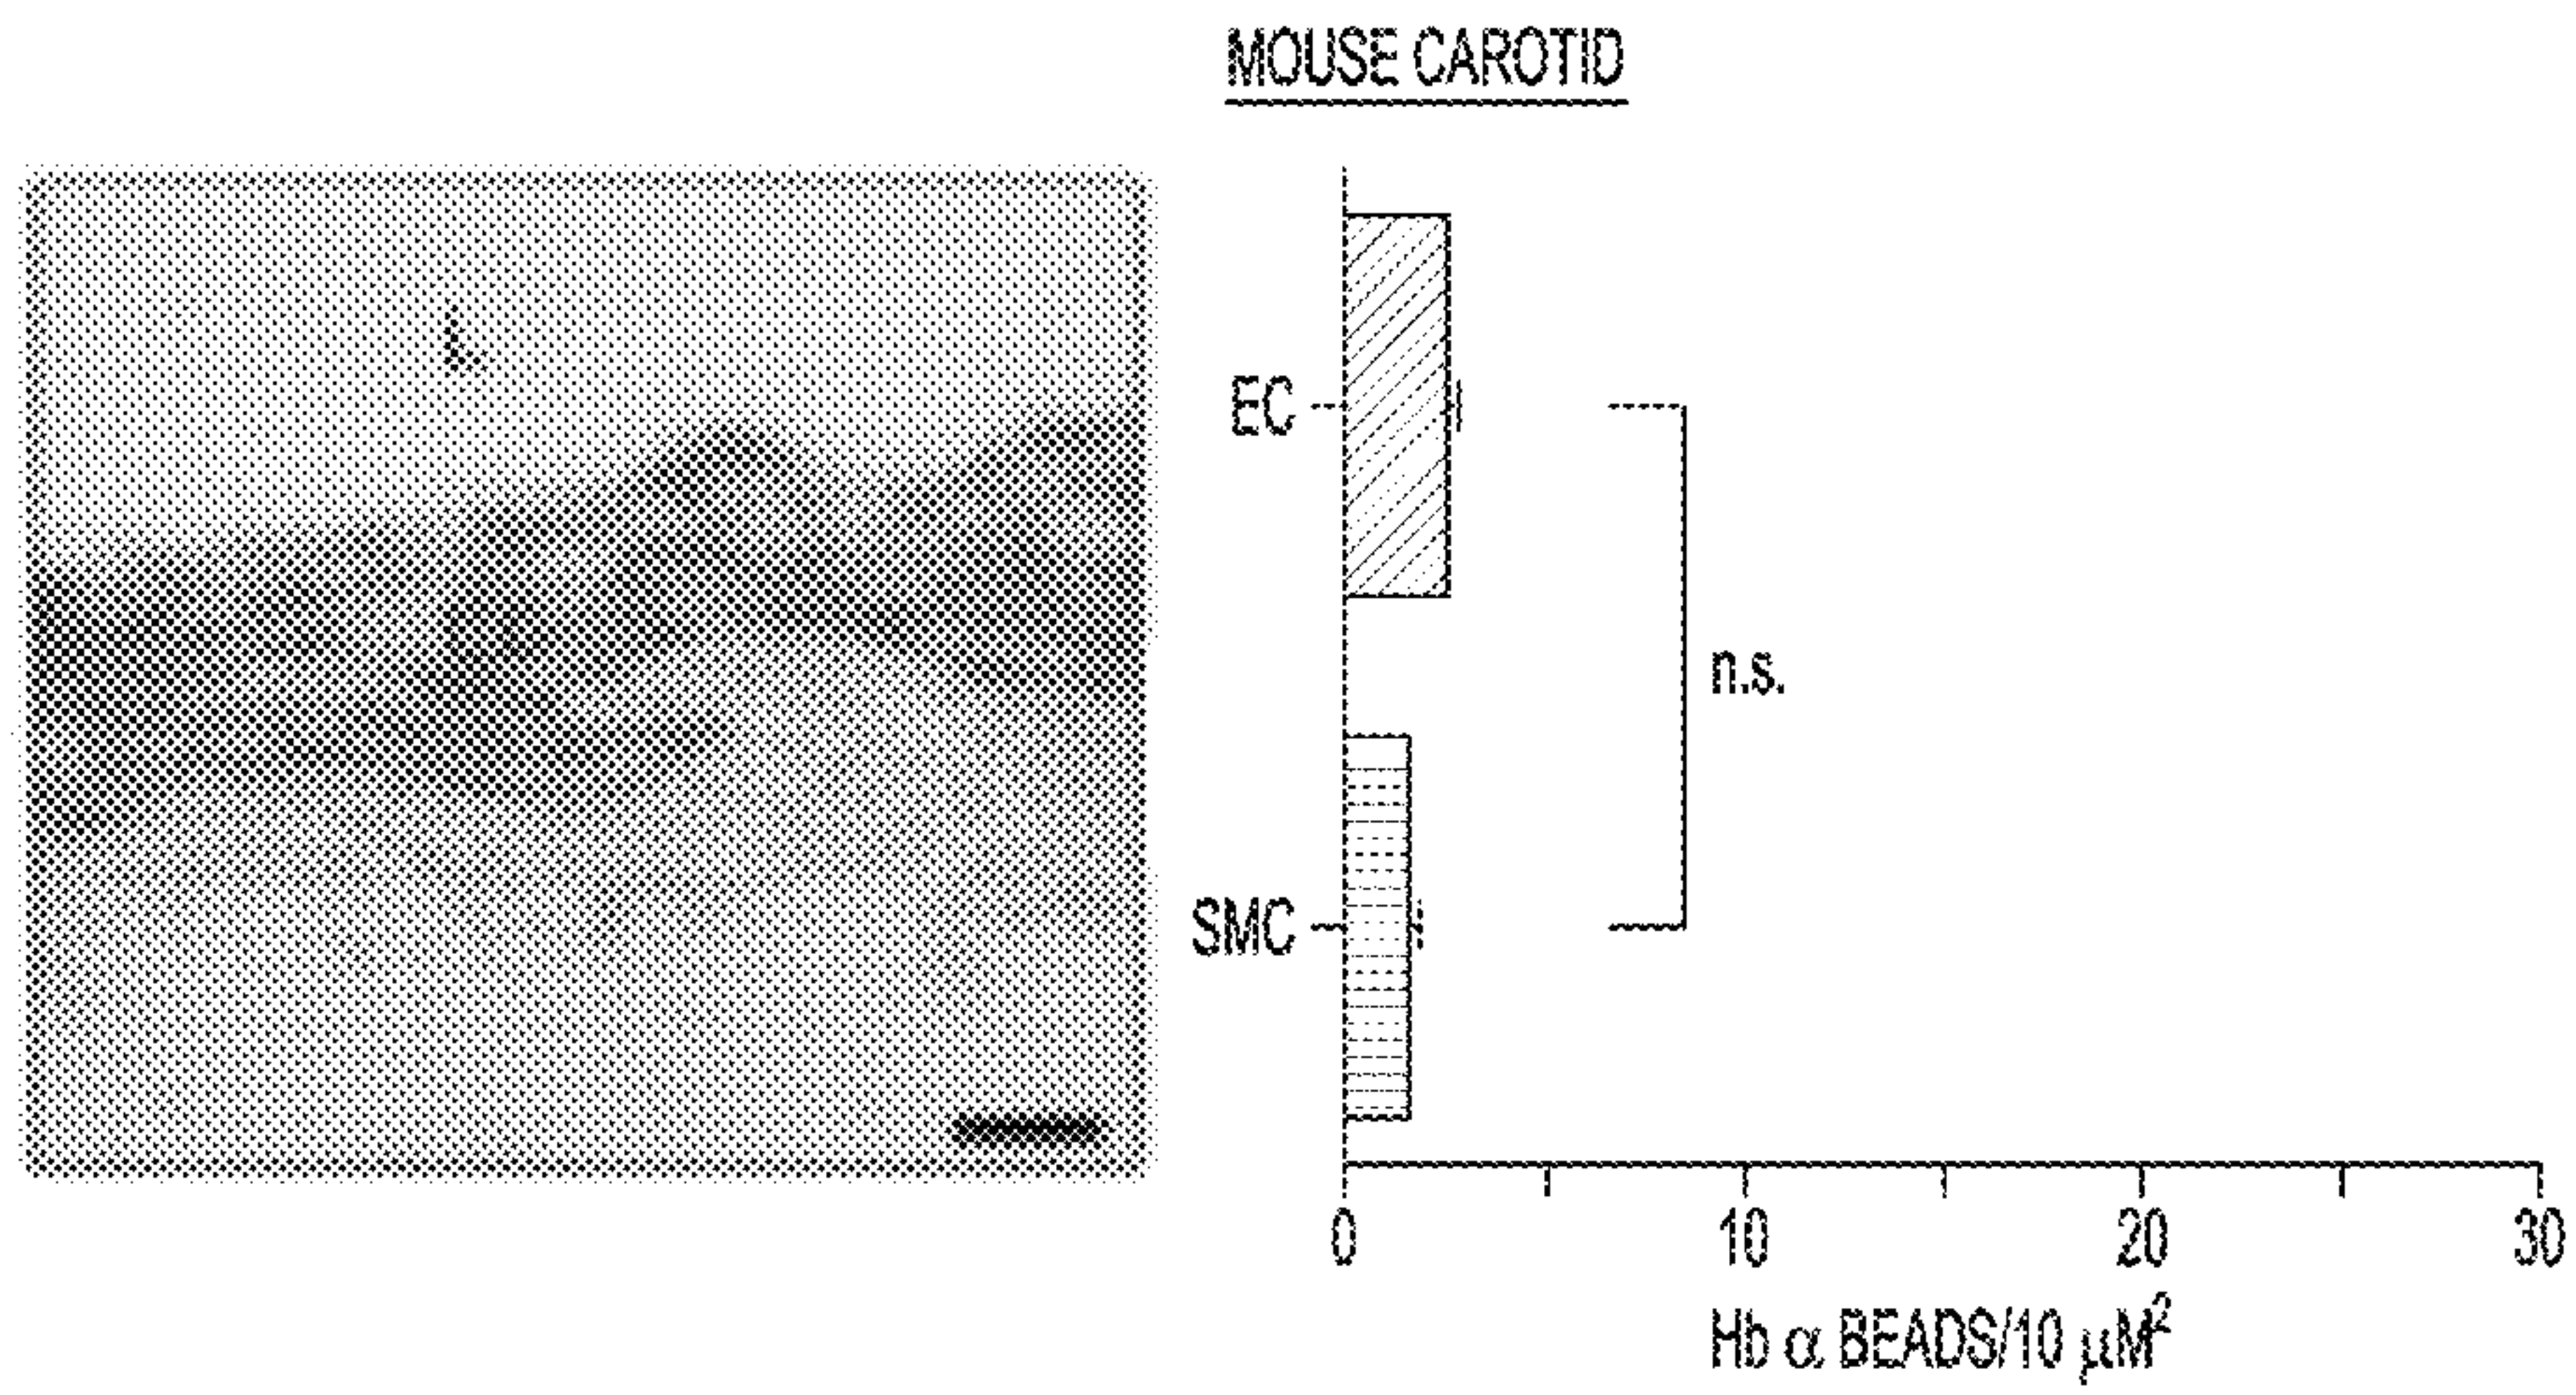 MOUSE CAROTID
L
EC
n.s.
SMC
0 10 20 30
Hb α BEADS/10 μM²